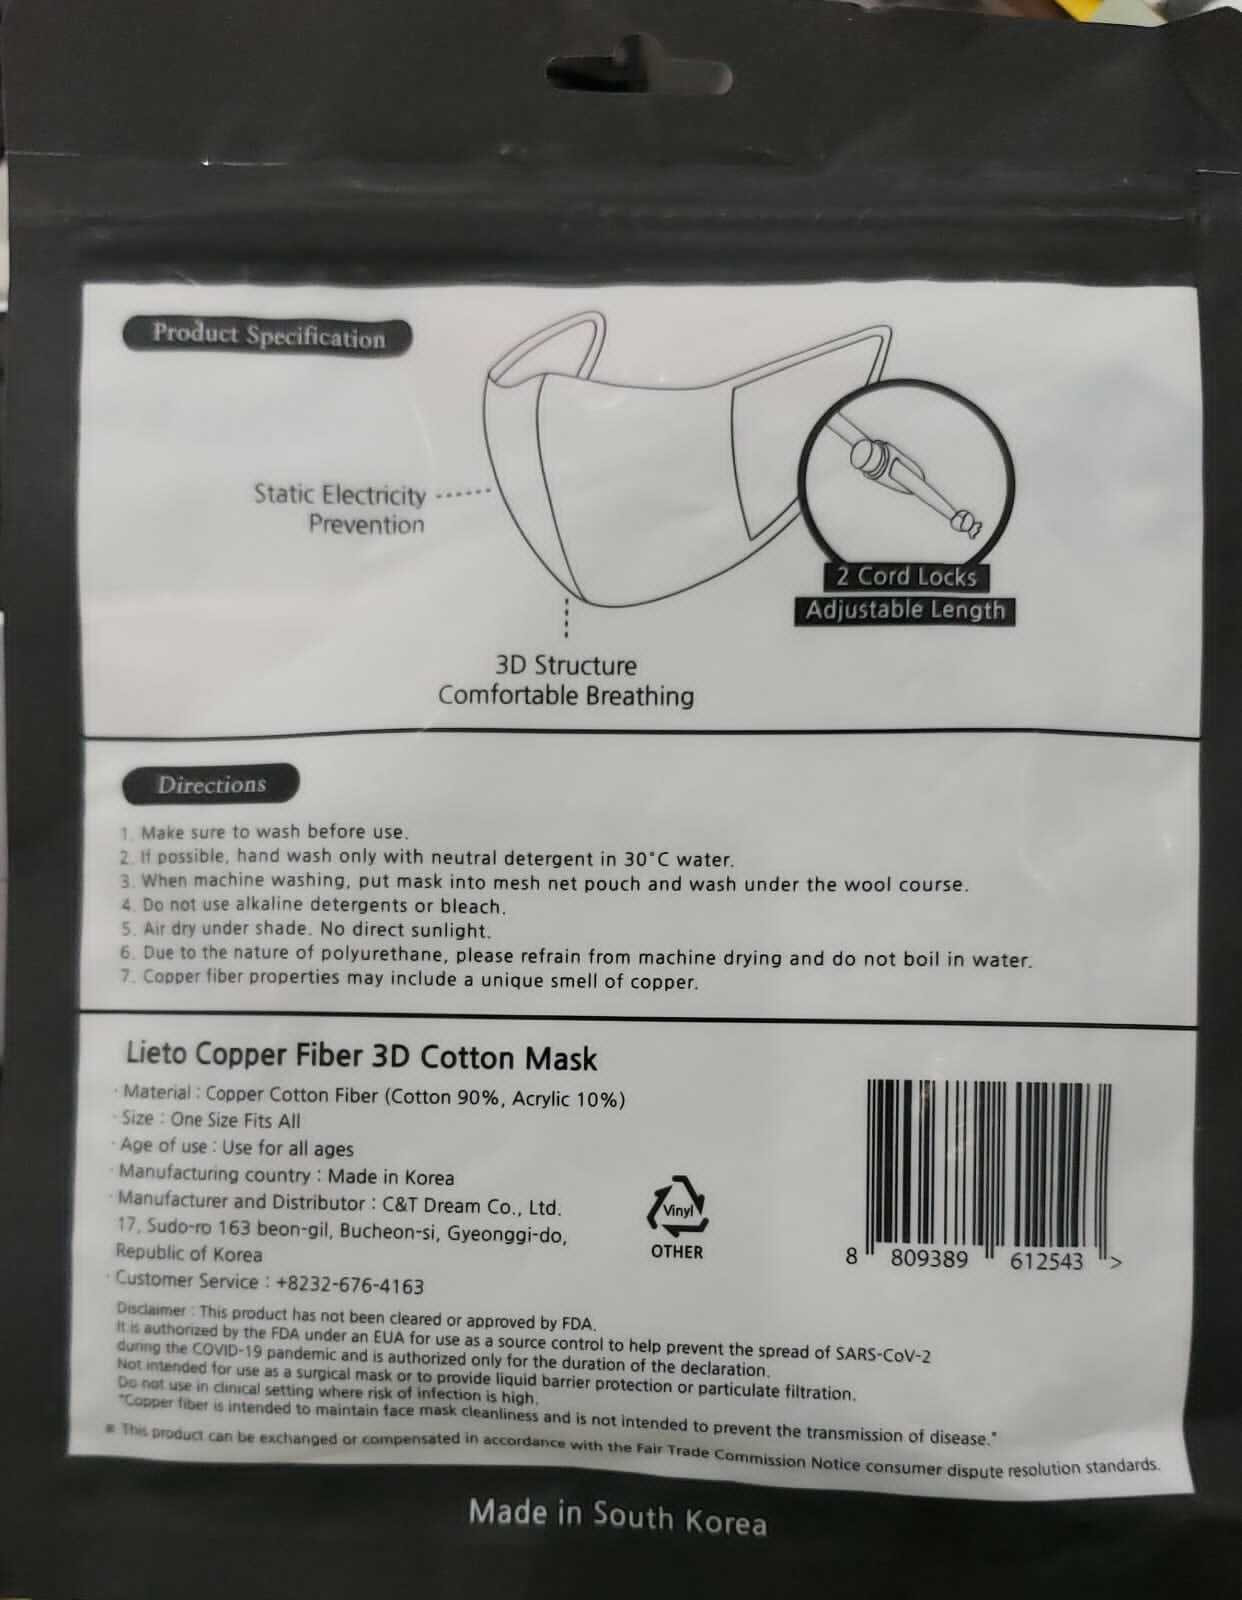 Product Specification
Static Electricity
Prevention
2 Cord Locks
Adjustable Length
3D Structure
Comfortable Breathing
Directions
1. Make sure to wash before use.
2. If possible, hand wash only with neutral detergent in 30°C water.
3. When machine washing, put mask into mesh net pouch and wash under the wool course.
4. Do not use alkaline detergents or bleach.
5. Air dry under shade. No direct sunlight.
6. Due to the nature of polyurethane, please refrain from machine drying and do not boil in water.
7. Copper fiber properties may include a unique smell of copper.
Lieto Copper Fiber 3D Cotton Mask
· Material : Copper Cotton Fiber (Cotton 90%, Acrylic 10%)
· Size : One Size Fits All
· Age of use : Use for all ages
· Manufacturing country : Made in Korea
· Manufacturer and Distributor : C&T Dream Co., Ltd.
17, Sudo-ro 163 beon-gil, Bucheon-si, Gyeonggi-do,
Republic of Korea
· Customer Service : +8232-676-4163
Vinyl
OTHER
8 809389 612543 >
Disclaimer : This product has not been cleared or approved by FDA.
It is authorized by the FDA under an EUA for use as a source control to help prevent the spread of SARS-CoV-2
during the COVID-19 pandemic and is authorized only for the duration of the declaration.
Not intended for use as a surgical mask or to provide liquid barrier protection or particulate filtration.
Do not use in clinical setting where risk of infection is high.
"Copper fiber is intended to maintain face mask cleanliness and is not intended to prevent the transmission of disease."
※ This product can be exchanged or compensated in accordance with the Fair Trade Commission Notice consumer dispute resolution standards.
Made in South Korea